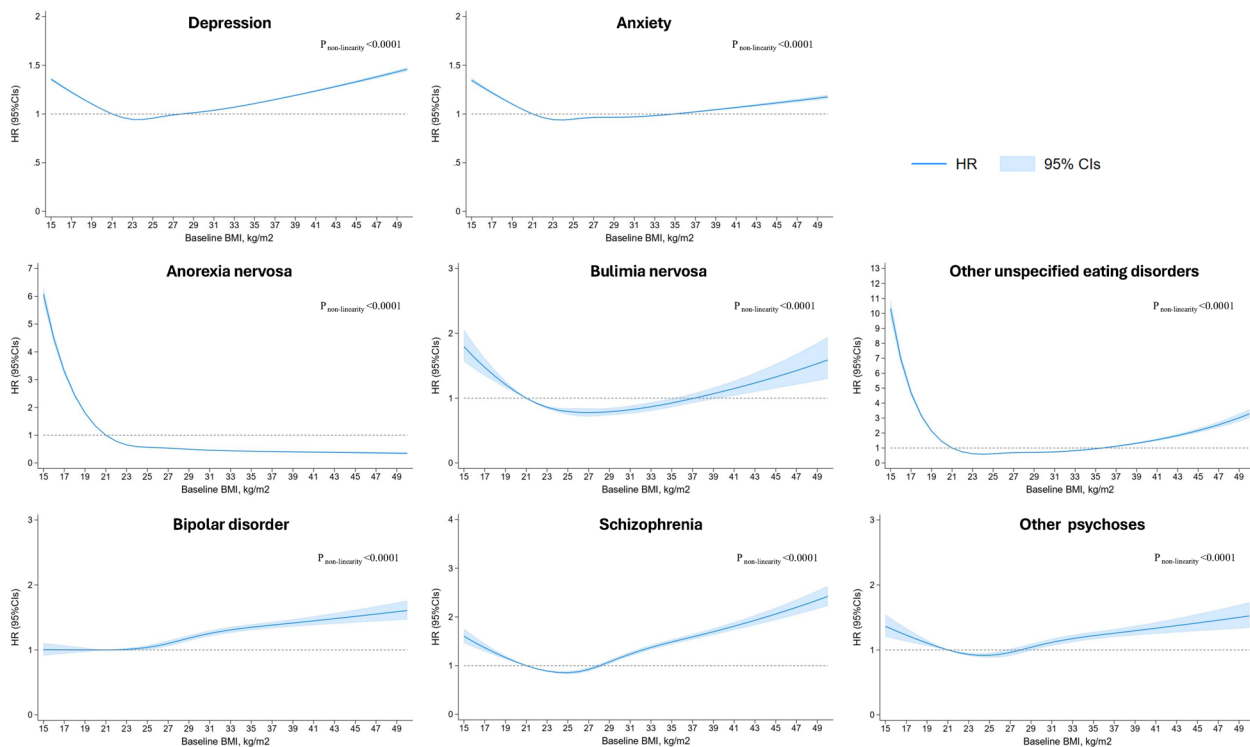 Depression
P non-linearity <0.0001
2
1.5
1
.5
0
HR (95%CIs)
15 17 19 21 23 25 27 29 31 33 35 37 39 41 43 45 47 49
Baseline BMI, kg/m2
Anxiety
P non-linearity <0.0001
2
1.5
1
.5
0
HR (95%CIs)
15 17 19 21 23 25 27 29 31 33 35 37 39 41 43 45 47 49
Baseline BMI, kg/m2
HR 95% CIs
Anorexia nervosa
P non-linearity <0.0001
7
6
5
4
3
2
1
0
HR (95%CIs)
15 17 19 21 23 25 27 29 31 33 35 37 39 41 43 45 47 49
Baseline BMI, kg/m2
Bulimia nervosa
P non-linearity <0.0001
3
2
1
0
HR (95%CIs)
15 17 19 21 23 25 27 29 31 33 35 37 39 41 43 45 47 49
Baseline BMI, kg/m2
Other unspecified eating disorders
P non-linearity <0.0001
13
12
11
10
9
8
7
6
5
4
3
2
1
0
HR (95%CIs)
15 17 19 21 23 25 27 29 31 33 35 37 39 41 43 45 47 49
Baseline BMI, kg/m2
Bipolar disorder
P non-linearity <0.0001
3
2
1
0
HR (95%CIs)
15 17 19 21 23 25 27 29 31 33 35 37 39 41 43 45 47 49
Baseline BMI, kg/m2
Schizophrenia
P non-linearity <0.0001
4
3
2
1
0
HR (95%CIs)
15 17 19 21 23 25 27 29 31 33 35 37 39 41 43 45 47 49
Baseline BMI, kg/m2
Other psychoses
P non-linearity <0.0001
3
2
1
0
HR (95%CIs)
15 17 19 21 23 25 27 29 31 33 35 37 39 41 43 45 47 49
Baseline BMI, kg/m2